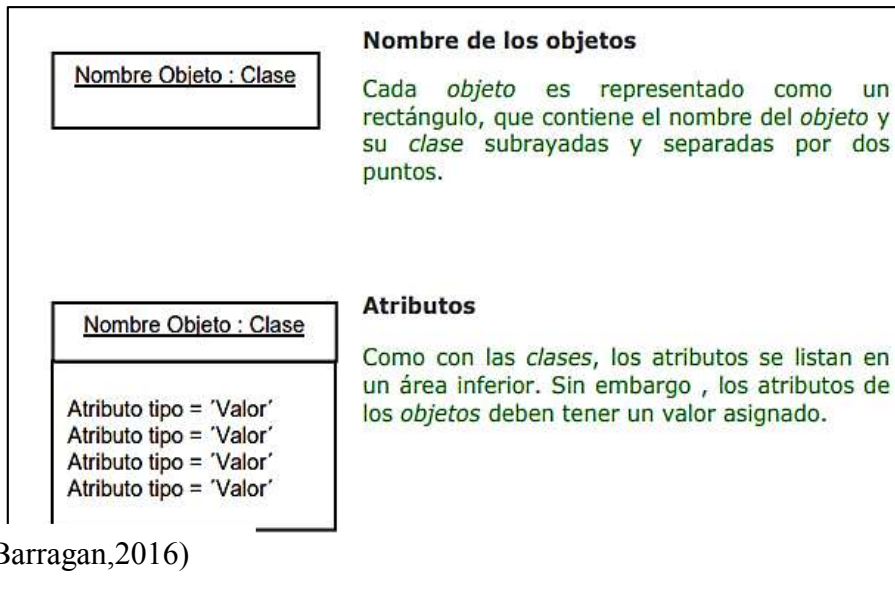 Nombre de los objetos
Nombre Objeto : Clase
Cada objeto es representado como un
rectángulo, que contiene el nombre del objeto y
su clase subrayadas y separadas por dos
puntos.
Atributos
Nombre Objeto : Clase
Como con las clases, los atributos se listan en
un área inferior. Sin embargo , los atributos de
los objetos deben tener un valor asignado.
Atributo tipo = ´Valor´
Atributo tipo = ´Valor´
Atributo tipo = ´Valor´
Atributo tipo = ´Valor´
Barragan,2016)